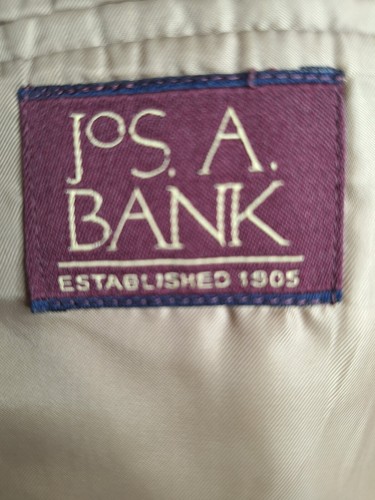 JOS. A.
BANK
ESTABLISHED 1905